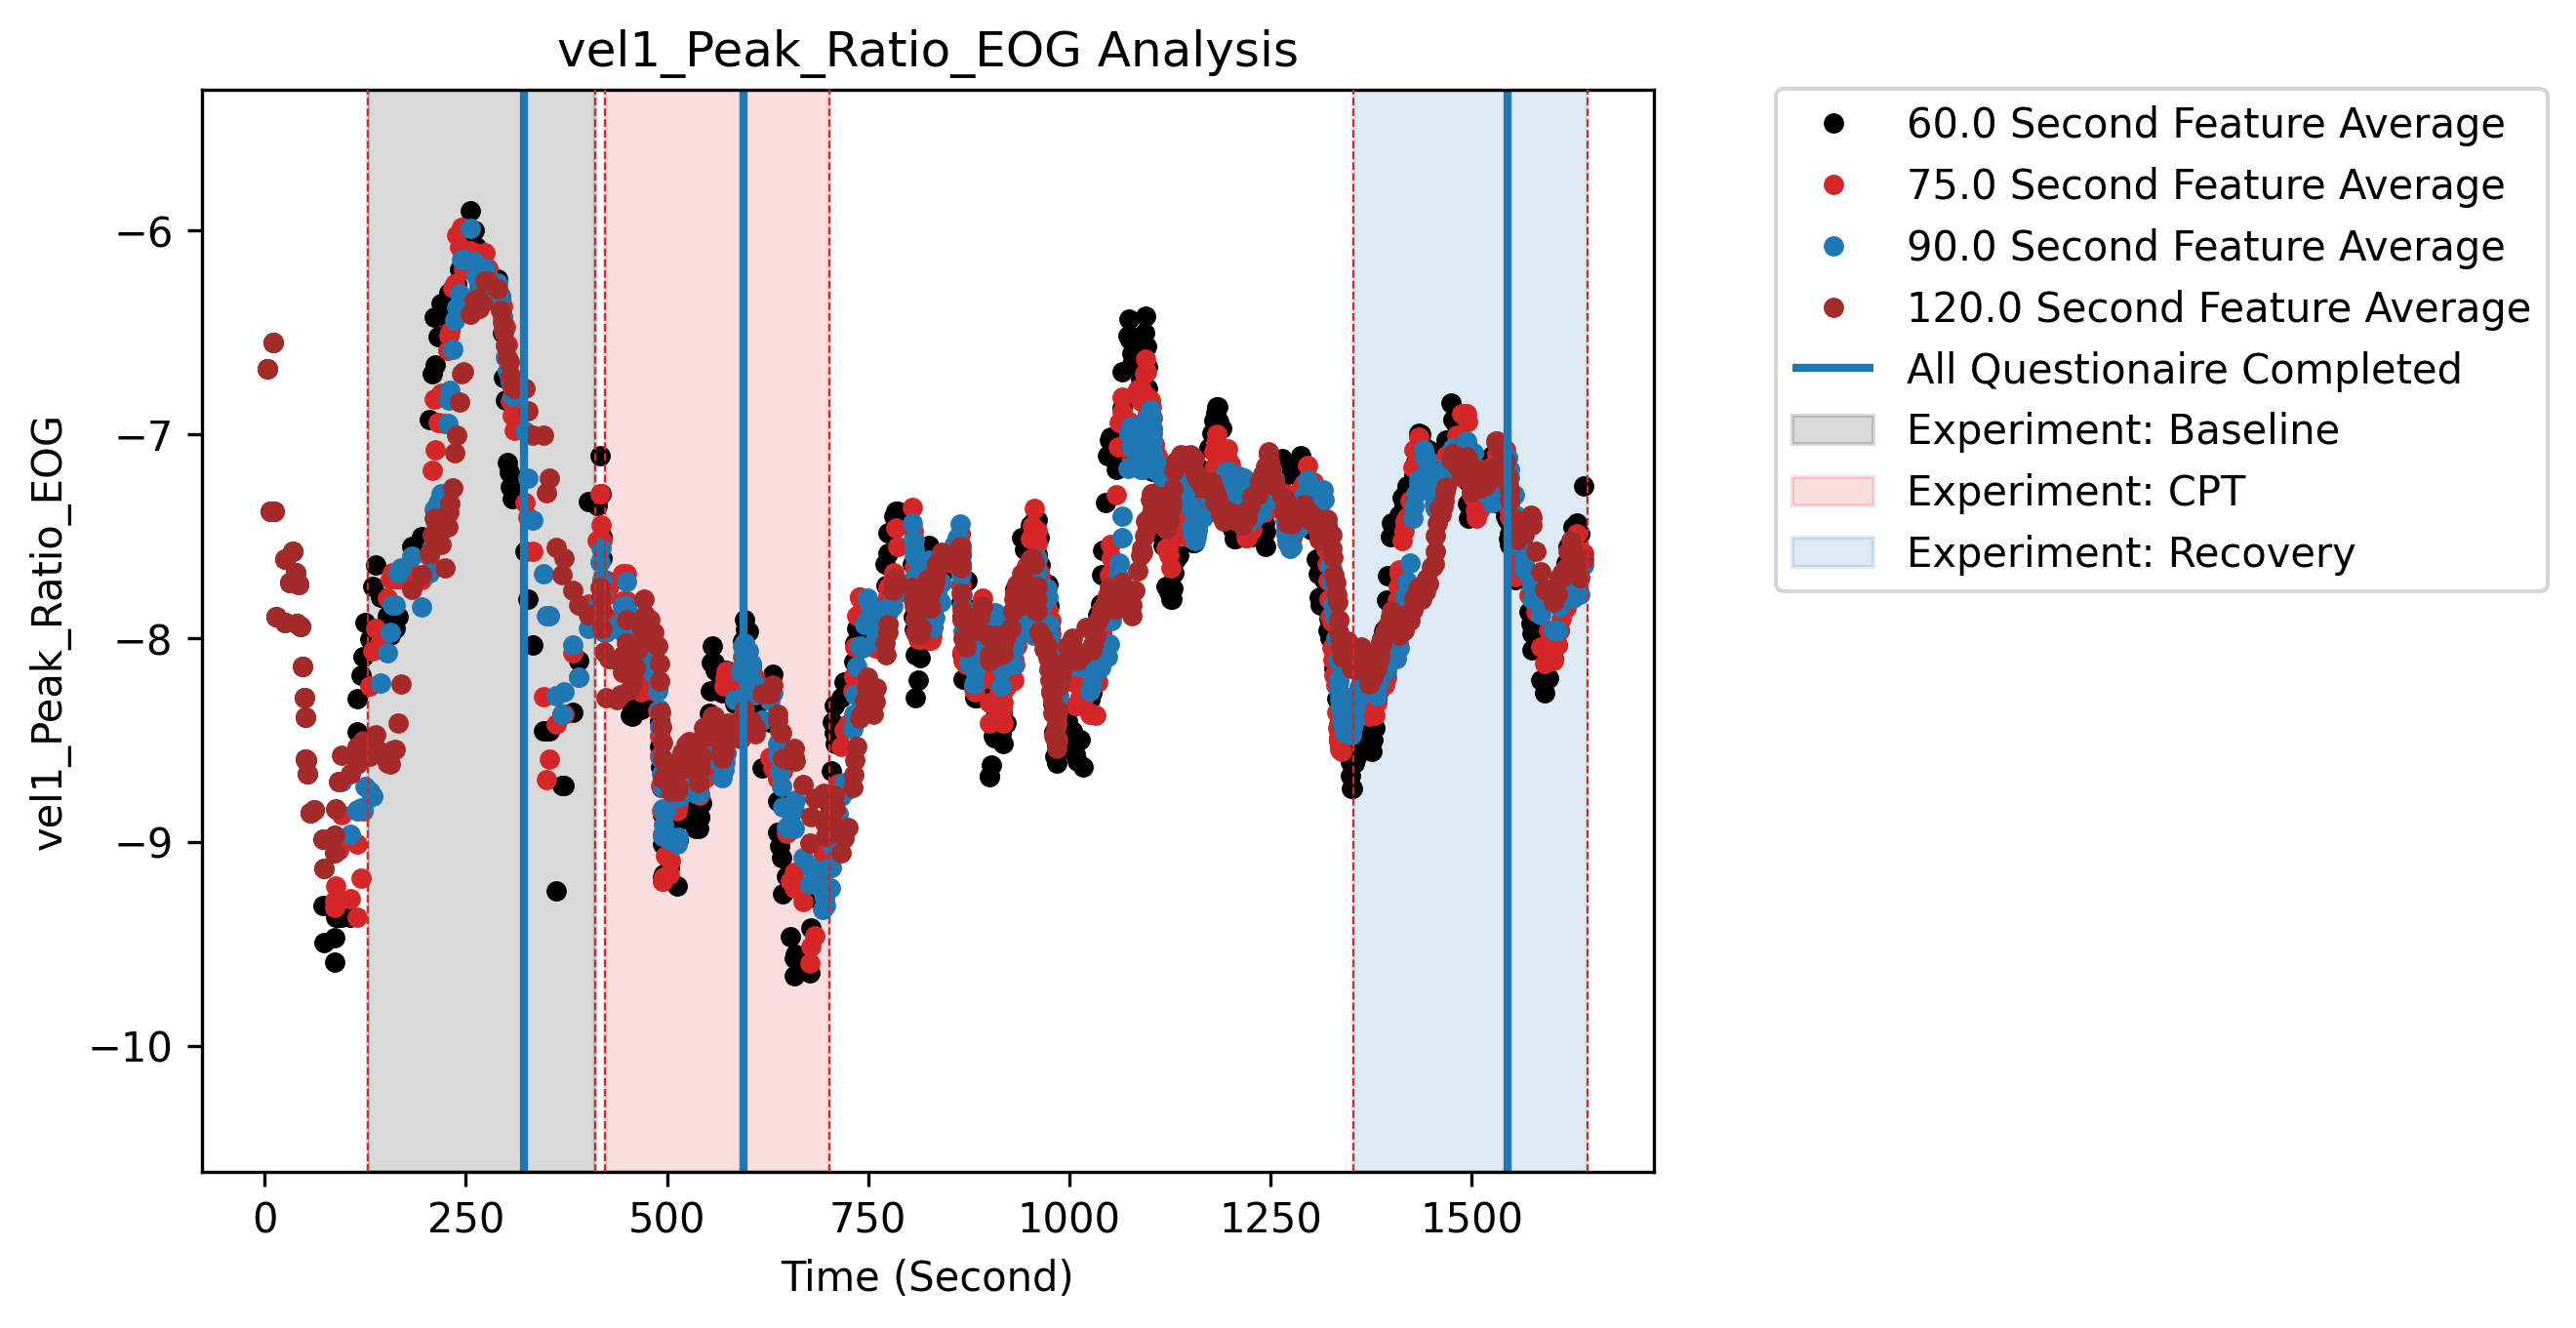 vel1_Peak_Ratio_EOG Analysis
60.0 Second Feature Average
75.0 Second Feature Average
90.0 Second Feature Average
120.0 Second Feature Average
All Questionaire Completed
Experiment: Baseline
Experiment: CPT
Experiment: Recovery
vel1_Peak_Ratio_EOG
−6
−7
−8
−9
−10
0 250 500 750 1000 1250 1500
Time (Second)